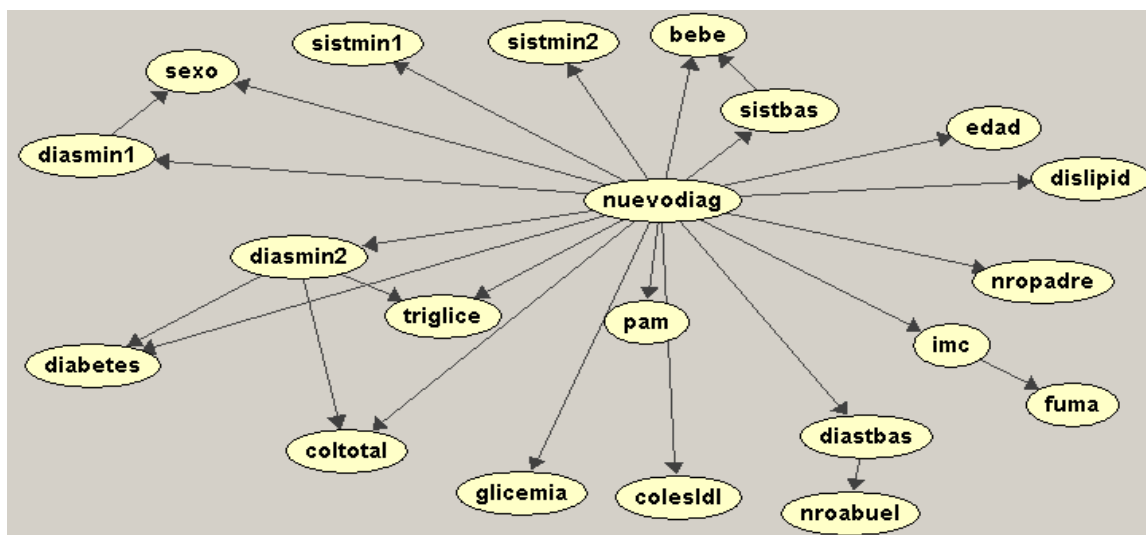 sistmin1
sistmin2
bebe
sexo
sistbas
edad
diasmin1
dislipid
nuevodiag
diasmin2
nropadre
triglice
pam
imc
diabetes
fuma
diastbas
coltotal
glicemia
colesldl
nroabuel